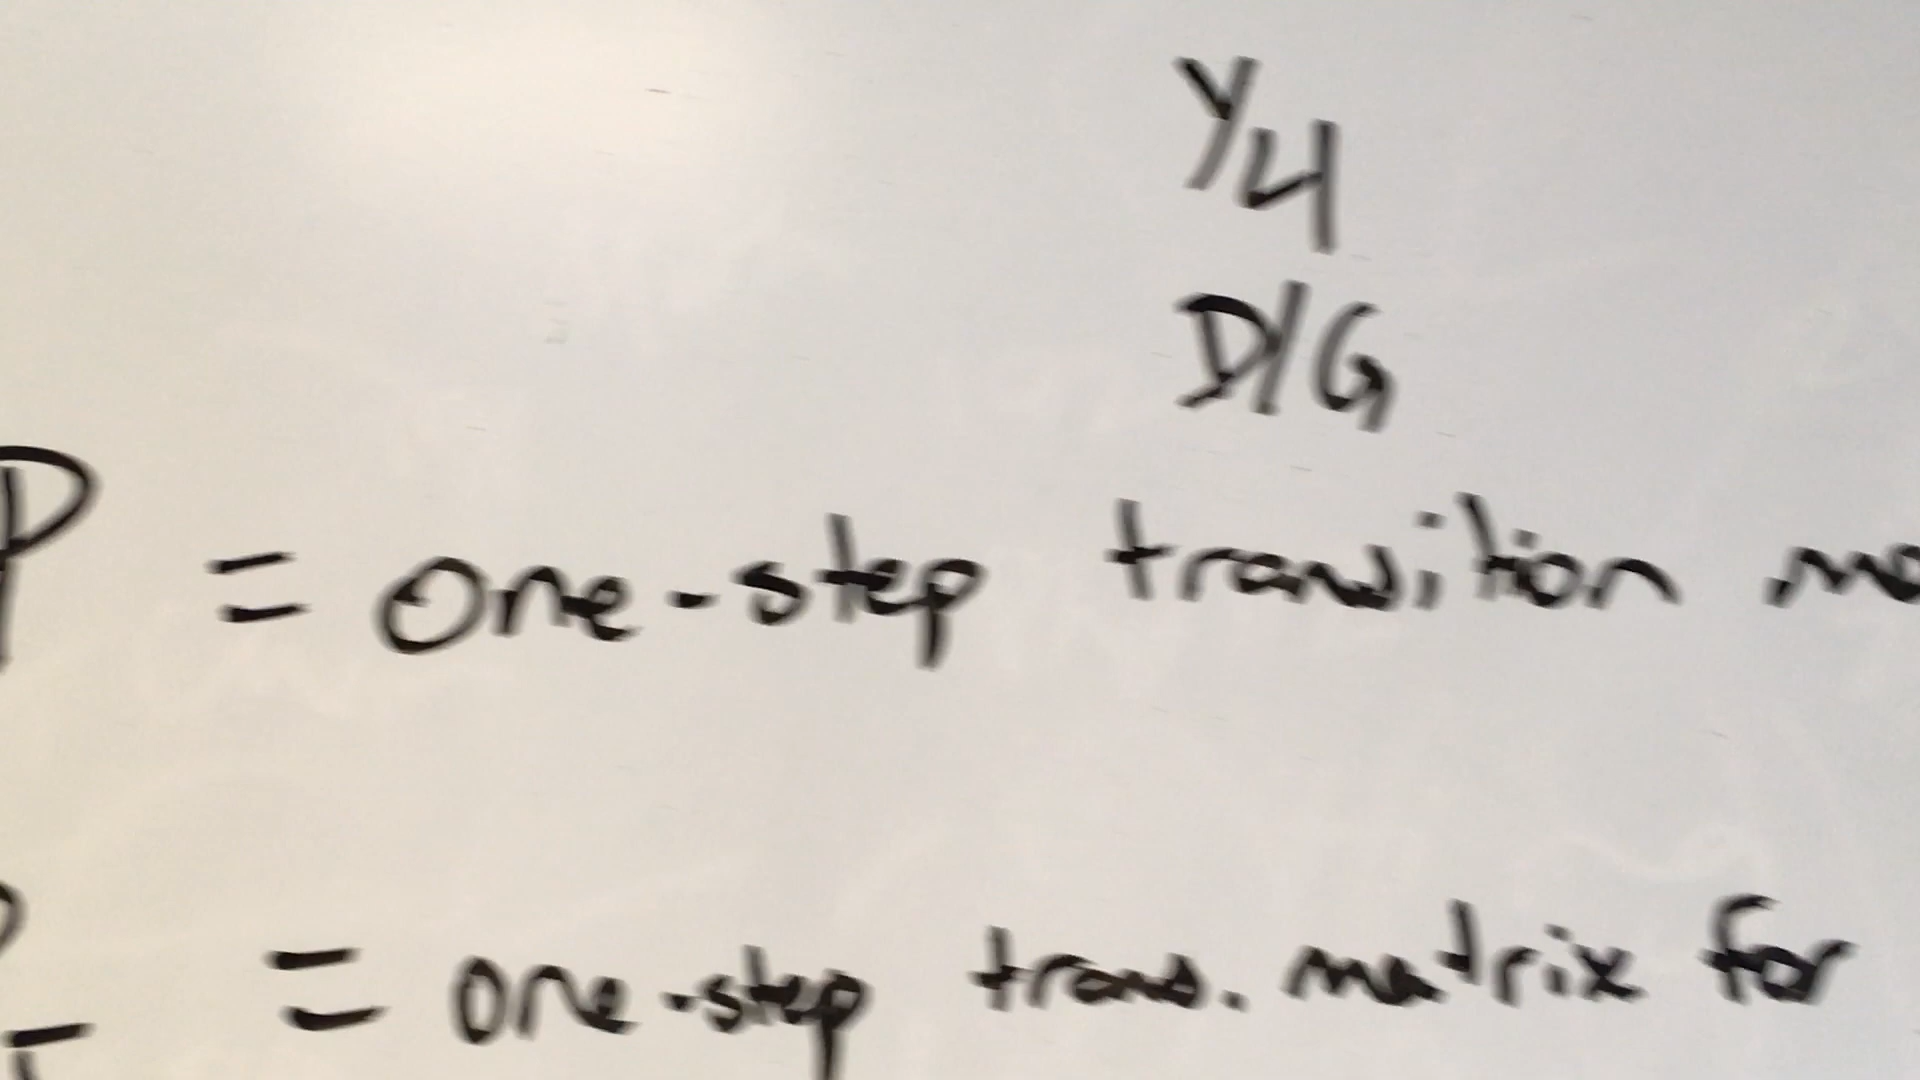 Y4
D/G
P = one-step transition
= one-step trans. matrix for